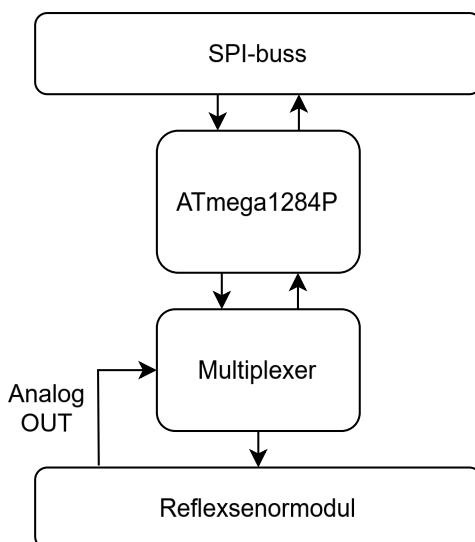 SPI-buss
ATmega1284P
Multiplexer
Analog
OUT
Reflexsenormodul